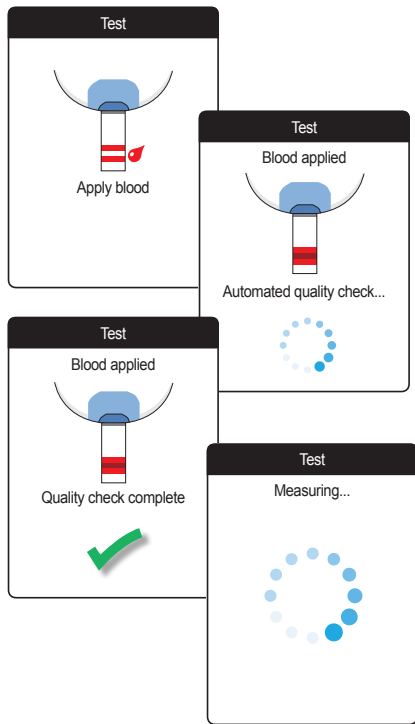 Test
Apply blood
Test
Blood applied
Automated quality check...
Test
Blood applied
Quality check complete
Test
Measuring...